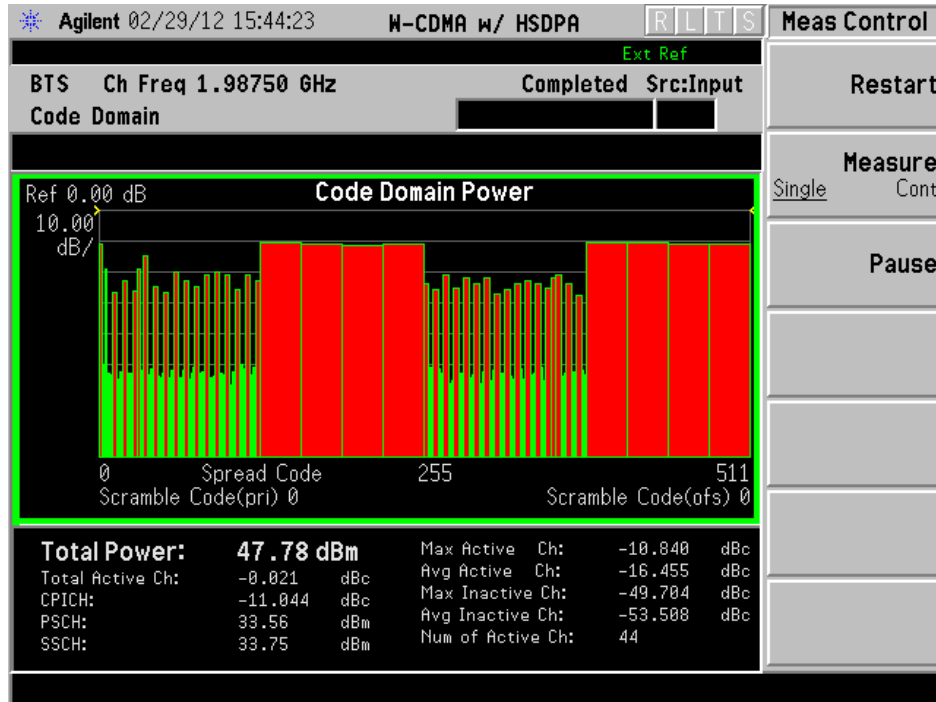 Agilent 02/29/12 15:44:23 W-CDMA w/ HSDPA R L T S Meas Control
Ext Ref
BTS Ch Freq 1.98750 GHz Completed Src:Input
Code Domain
Restart
Measure
Single Cont
Pause
Ref 0.00 dB Code Domain Power
10.00
dB/
0 Spread Code 255 511
Scramble Code(pri) 0 Scramble Code(ofs) 0
Total Power: 47.78 dBm
Total Active Ch: -0.021 dBc
CPICH: -11.044 dBc
PSCH: 33.56 dBm
SSCH: 33.75 dBm
Max Active Ch: -10.840 dBc
Avg Active Ch: -16.455 dBc
Max Inactive Ch: -49.704 dBc
Avg Inactive Ch: -53.508 dBc
Num of Active Ch: 44